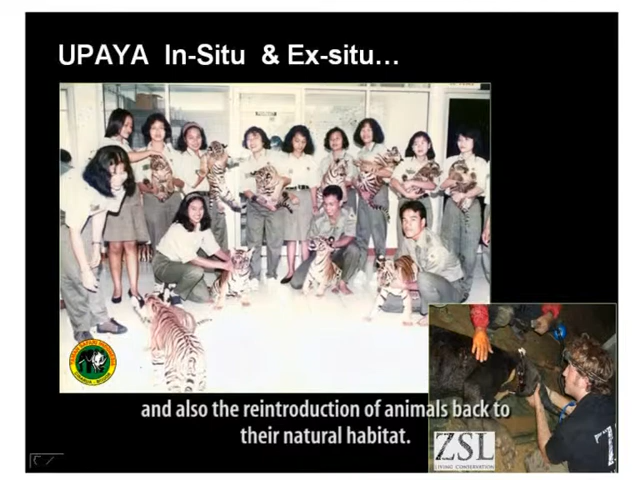 UPAYA In-Situ & Ex-situ...
and also the reintroduction of animals back to
their natural habitat.
ZSL
LIVING CONSERVATION